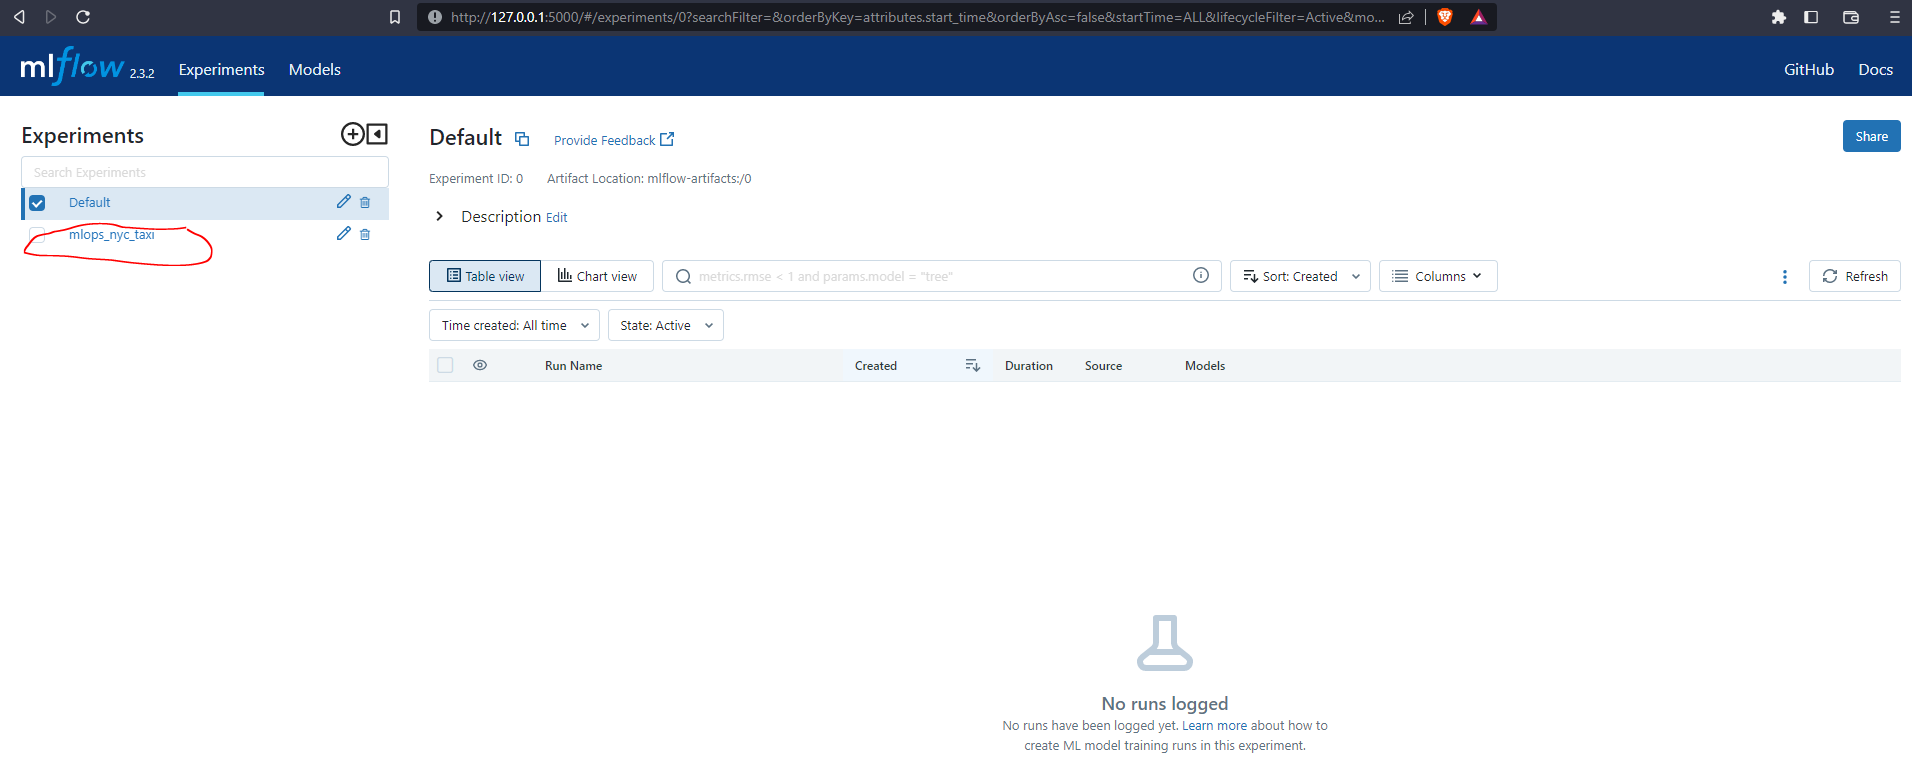 http://127.0.0.1:5000/#/experiments/0?searchFilter=&orderByKey=attributes.start_time&orderByAsc=false&startTime=ALL&lifecycleFilter=Active&mo...
mlflow 2.3.2 Experiments Models GitHub Docs
Experiments
Search Experiments
Default
mlops_nyc_taxi
Default Provide Feedback Share
Experiment ID: 0 Artifact Location: mlflow-artifacts:/0
Description Edit
Table view Chart view metrics.rmse < 1 and params.model = "tree" Sort: Created Columns Refresh
Time created: All time State: Active
Run Name Created Duration Source Models
No runs logged
No runs have been logged yet. Learn more about how to
create ML model training runs in this experiment.